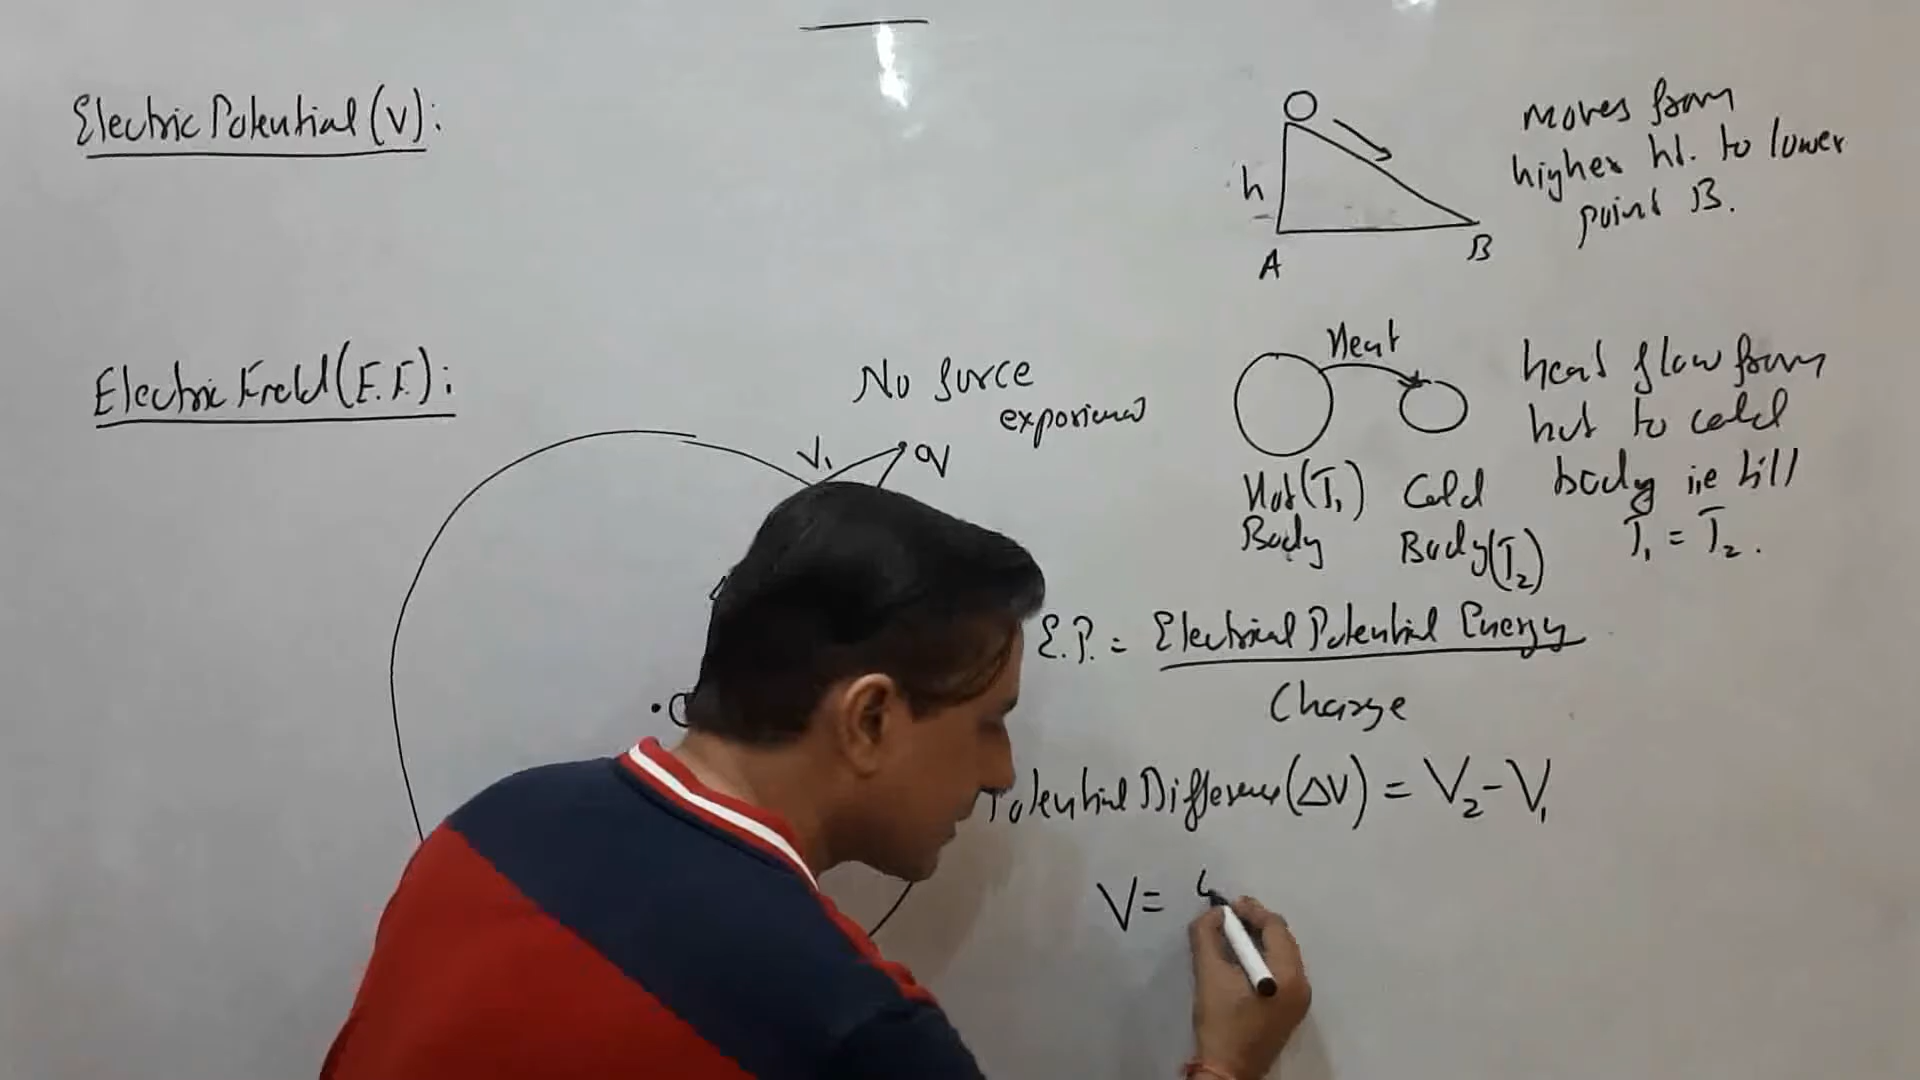 Electric Potential (V):
h
A
B
moves from
higher ht. to lower
point B.
Electric Field (E.F.):
No force
V₁
q
Heat
Hot (T₁)
Body
Cold
Body (T₂)
heat flow from
hot to cold
body i.e till
T₁ = T₂.
E.P. = Electrical Potential Energy
Charge
Potential Difference (ΔV) = V₂ - V₁
V =